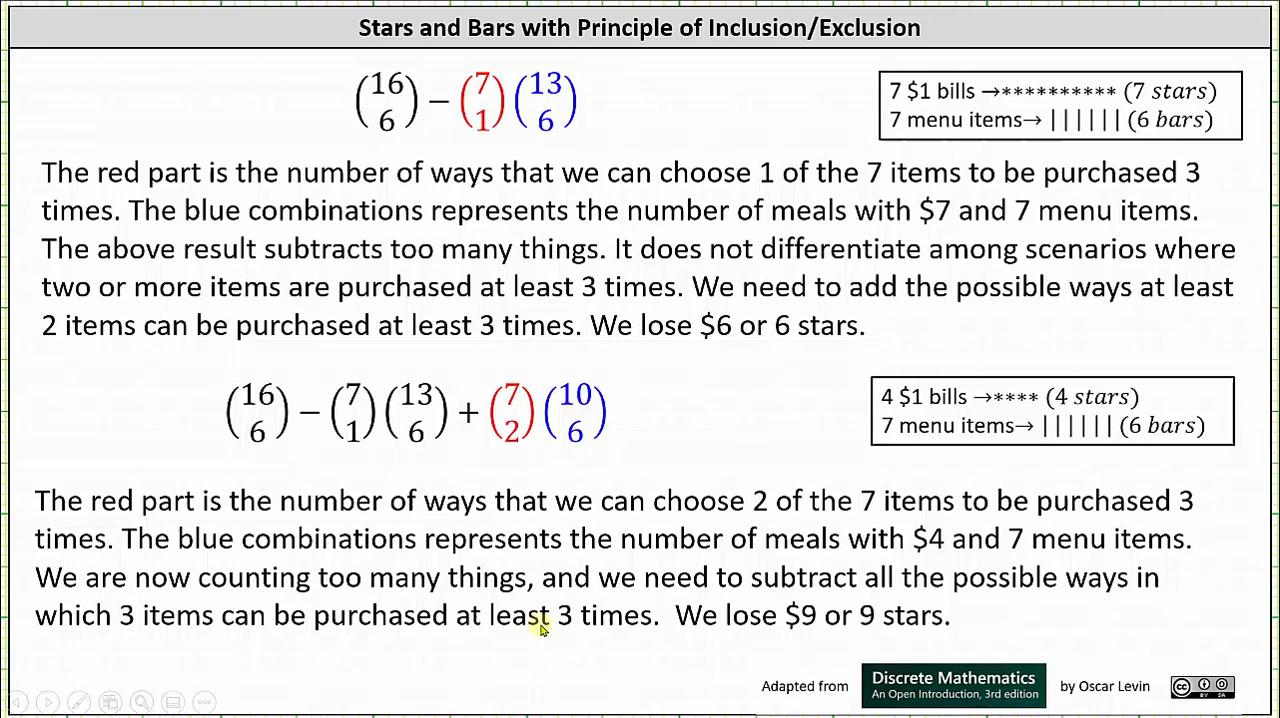 Stars and Bars with Principle of Inclusion/Exclusion
(16 6) − (7 1)(13 6)
7 $1 bills →********** (7 stars)
7 menu items→ | | | | | | (6 bars)
The red part is the number of ways that we can choose 1 of the 7 items to be purchased 3
times. The blue combinations represents the number of meals with $7 and 7 menu items.
The above result subtracts too many things. It does not differentiate among scenarios where
two or more items are purchased at least 3 times. We need to add the possible ways at least
2 items can be purchased at least 3 times. We lose $6 or 6 stars.
(16 6) − (7 1)(13 6) + (7 2)(10 6)
4 $1 bills →**** (4 stars)
7 menu items→ | | | | | | (6 bars)
The red part is the number of ways that we can choose 2 of the 7 items to be purchased 3
times. The blue combinations represents the number of meals with $4 and 7 menu items.
We are now counting too many things, and we need to subtract all the possible ways in
which 3 items can be purchased at least 3 times. We lose $9 or 9 stars.
Adapted from
Discrete Mathematics
An Open Introduction, 3rd edition
by Oscar Levin
cc
BY SA